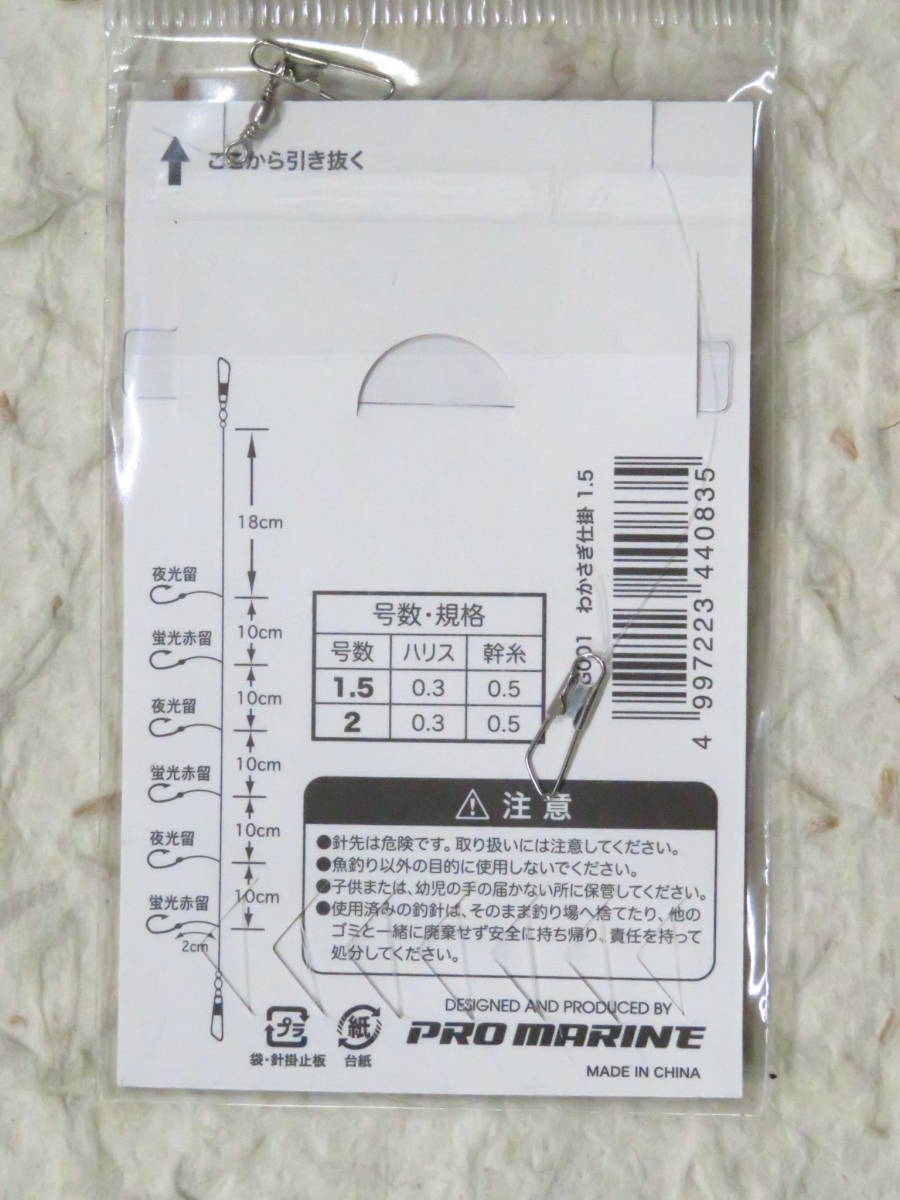 ここから引き抜く
18cm
夜光留
10cm
蛍光赤留
10cm
夜光留
10cm
蛍光赤留
10cm
夜光留
10cm
蛍光赤留
2cm
号数・規格
号数 ハリス 幹糸
1.5 0.3 0.5
2 0.3 0.5
わかさぎ仕掛 1.5
4 997223 440835
注意
●針先は危険です。取り扱いには注意してください。
●魚釣り以外の目的に使用しないでください。
●子供または、幼児の手の届かない所に保管してください。
●使用済みの釣針は、そのまま釣り場へ捨てたり、他の
ゴミと一緒に廃棄せず安全に持ち帰り、責任を持って
処分してください。
プラ
袋・針掛止板
紙
台紙
DESIGNED AND PRODUCED BY
PRO MARINE
MADE IN CHINA